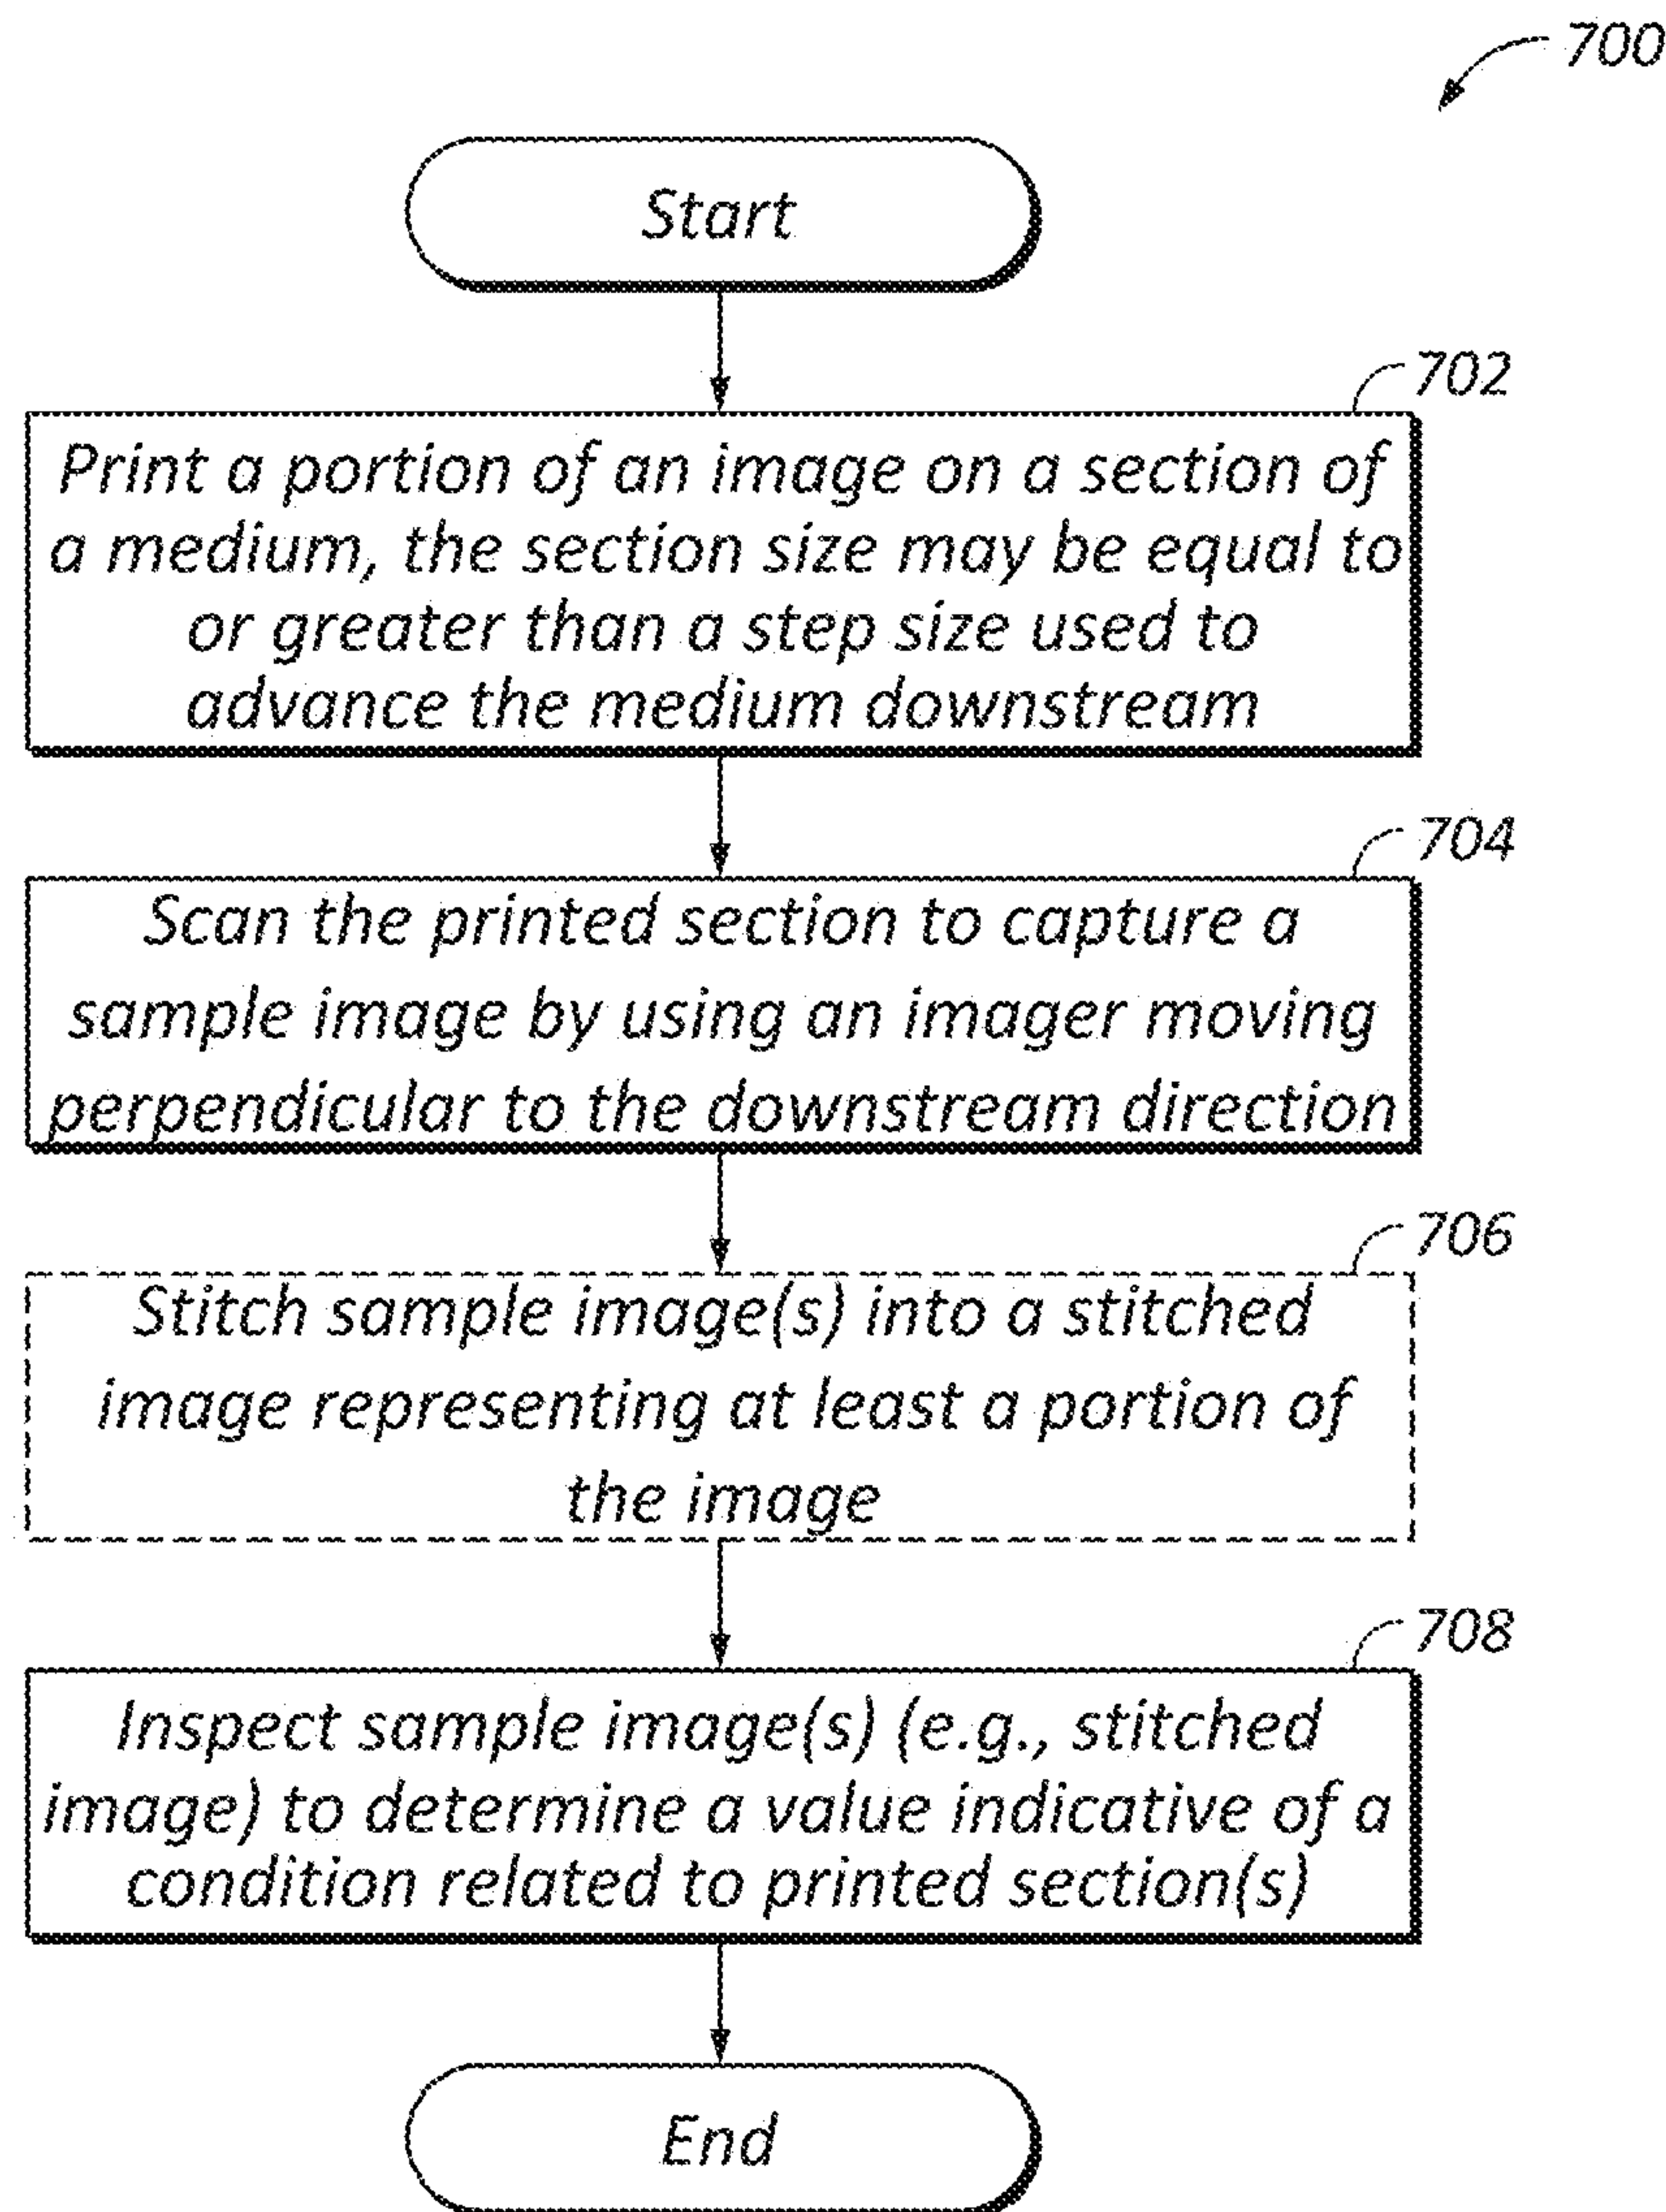 700
Start
702
Print a portion of an image on a section of
a medium, the section size may be equal to
or greater than a step size used to
advance the medium downstream
704
Scan the printed section to capture a
sample image by using an imager moving
perpendicular to the downstream direction
706
Stitch sample image(s) into a stitched
image representing at least a portion of
the image
708
Inspect sample image(s) (e.g., stitched
image) to determine a value indicative of a
condition related to printed section(s)
End